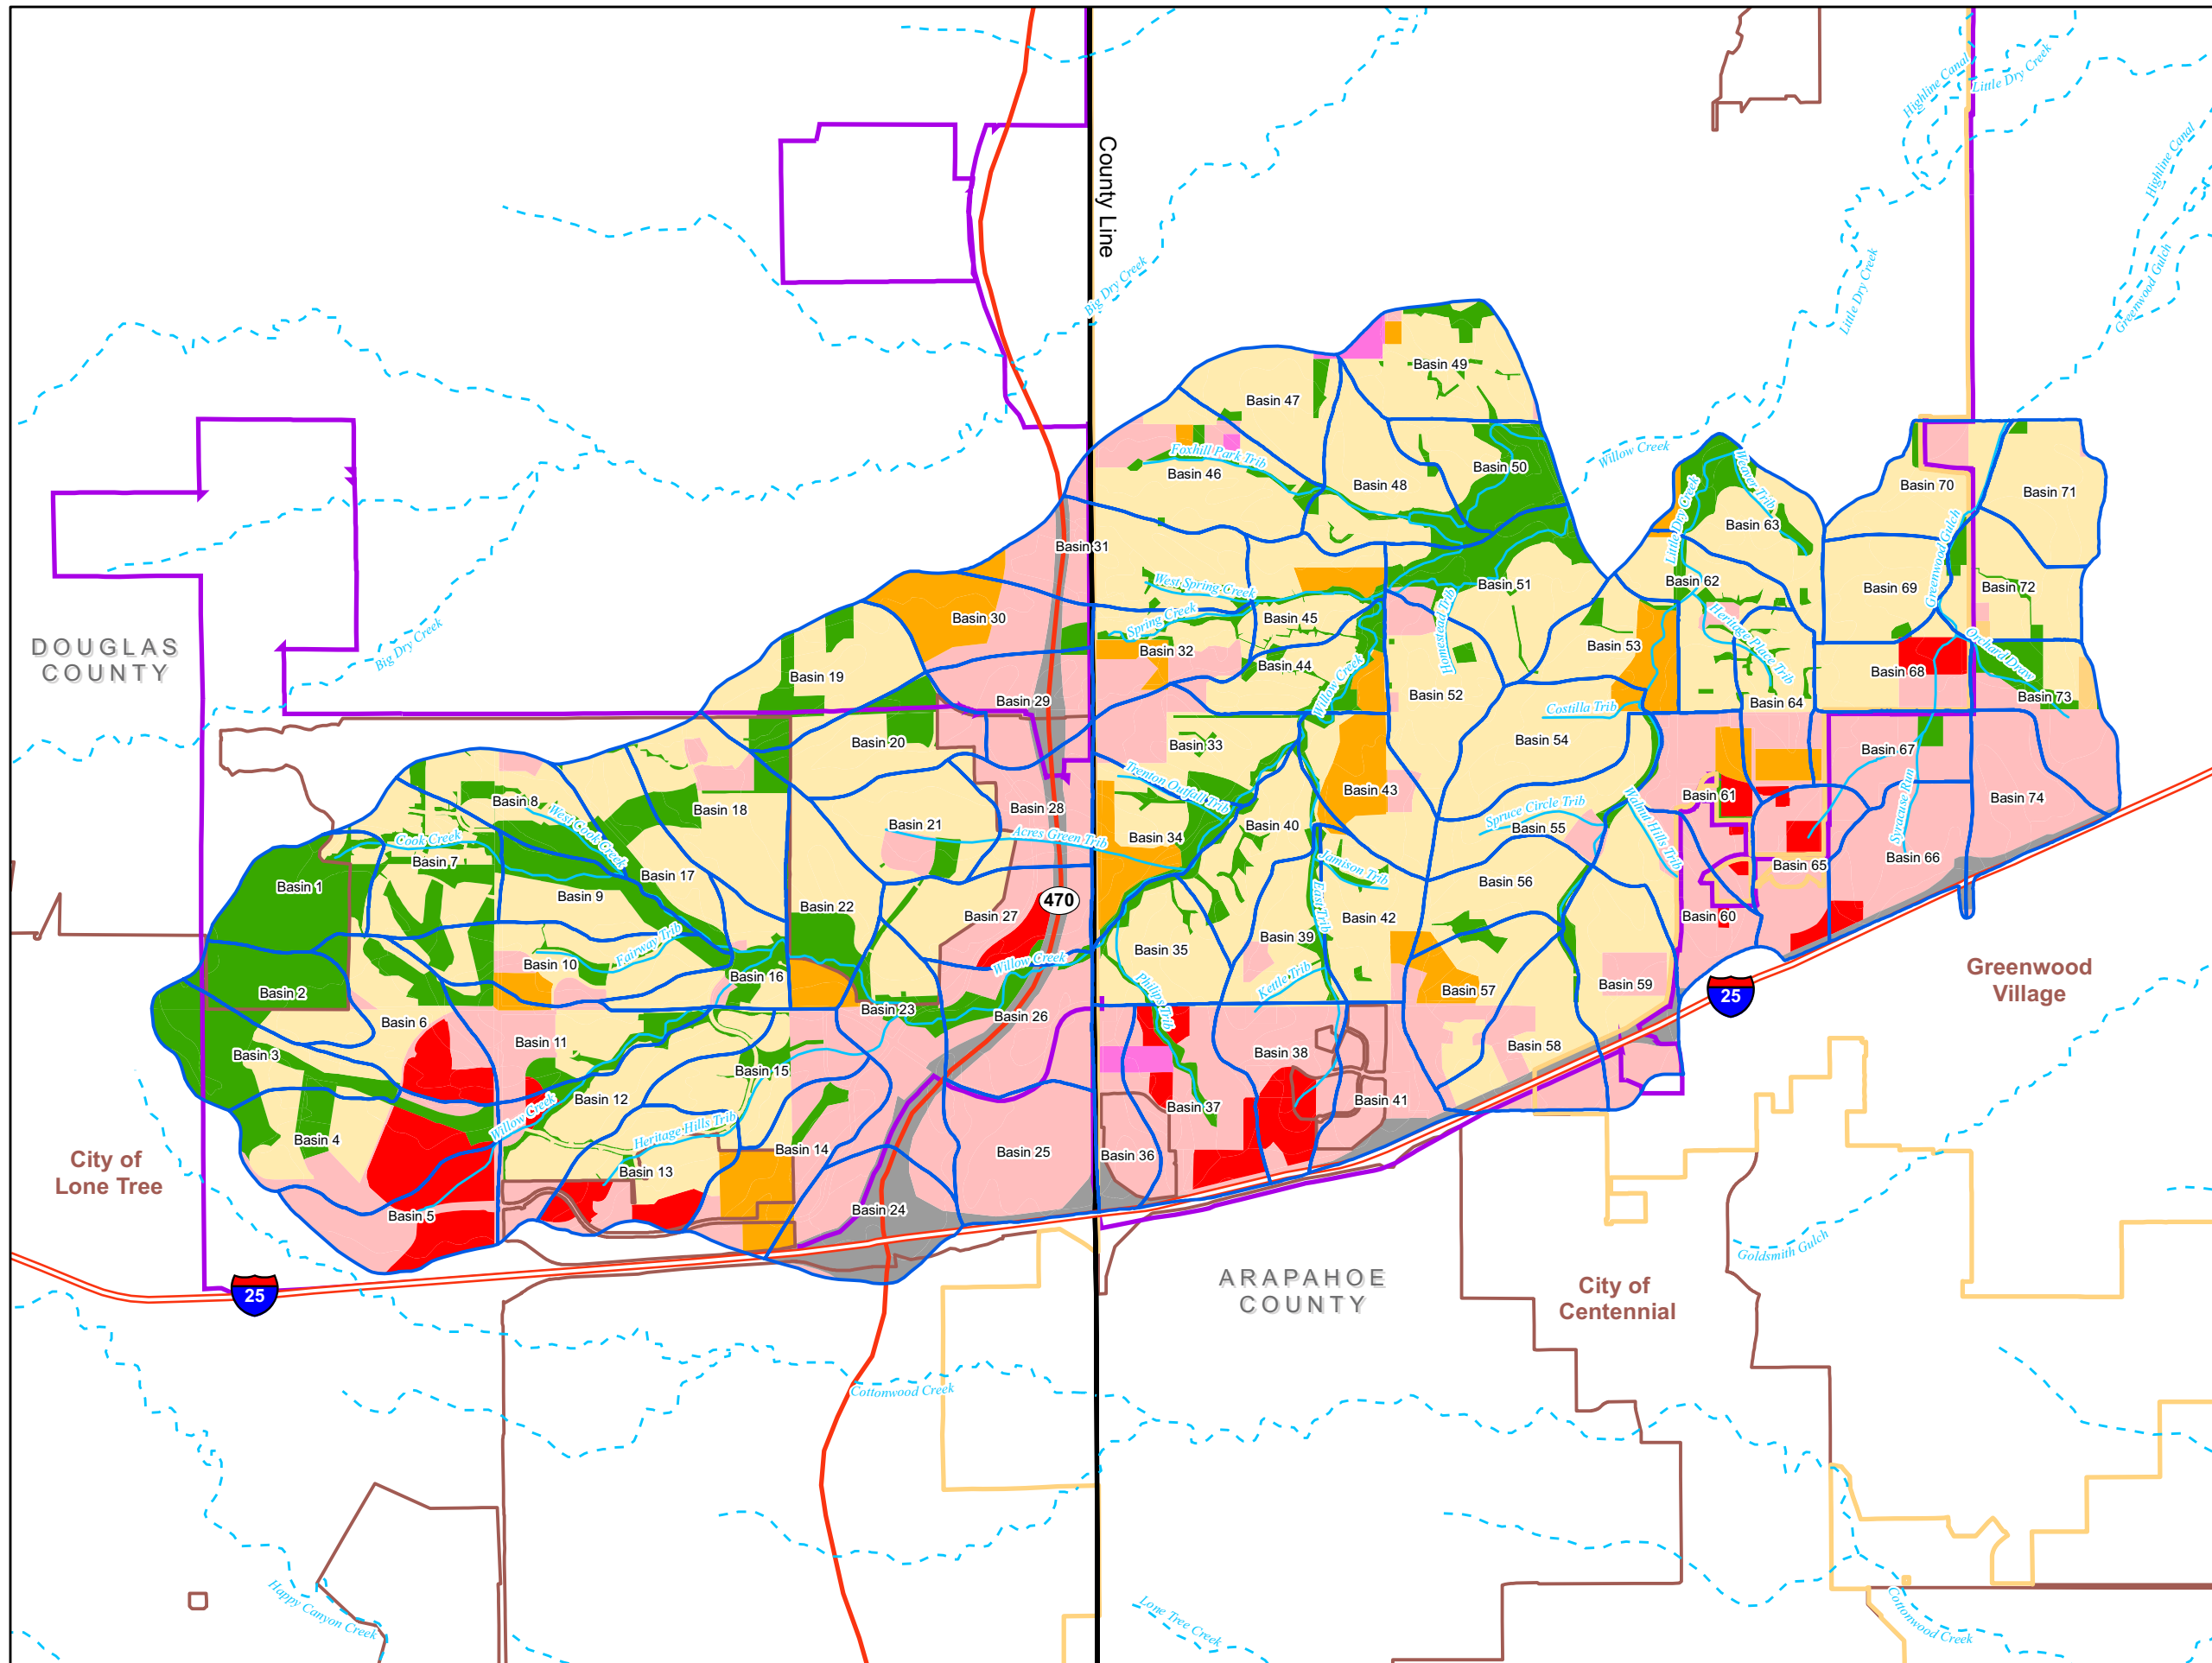 County Line
Highline Canal
Little Dry Creek
Highline Canal
Greenwood Gulch
Little Dry Creek
Big Dry Creek
Basin 49
Basin 47
Willow Creek
Foxhill Park Trib
Basin 46
Basin 48
Basin 50
Weaver Trib
Little Dry Creek
Basin 63
Basin 70
Basin 71
Basin 31
Greenwood Gulch
West Spring Creek
Basin 51
Basin 62
Basin 69
Basin 72
Homestead Trib
Basin 30
Spring Creek
Basin 45
Heritage Place Trib
Basin 32
Basin 53
Orchard Draw
DOUGLAS
COUNTY
Big Dry Creek
Basin 44
Basin 19
Willow Creek
Basin 52
Basin 68
Basin 73
Basin 29
Basin 64
Costilla Trib
Basin 20
Basin 33
Basin 54
Basin 67
Trenton Outfall Trib
Basin 43
Basin 61
Basin 74
Basin 8
Basin 18
Basin 28
West Cook Creek
Spruce Circle Trib
Walnut Hills Trib
Syracuse Run
Basin 21
Acres Green Trib
Basin 34
Basin 40
Basin 55
Cook Creek
Basin 7
Basin 66
Basin 65
Jamison Trib
Basin 1
Basin 17
Basin 56
Basin 9
470
Basin 22
Basin 27
East Trib
Basin 42
Basin 60
Fairway Trib
Basin 39
Basin 35
Willow Creek
Basin 10
Basin 16
Kettle Trib
Philips Trib
Greenwood
Village
Basin 2
Basin 57
Basin 59
25
Basin 23
Basin 26
Basin 6
Basin 11
Basin 58
Basin 3
Basin 38
Basin 15
Basin 12
Willow Creek
Basin 41
Basin 37
Heritage Hills Trib
Basin 4
Basin 14
Basin 25
Basin 36
City of
Lone Tree
Basin 13
Basin 5
Basin 24
Goldsmith Gulch
25
ARAPAHOE
COUNTY
City of
Centennial
Cottonwood Creek
Happy Canyon Creek
Lone Tree Creek
Cottonwood Creek